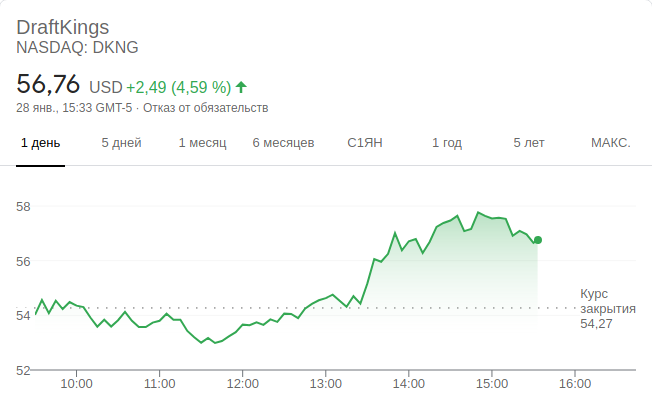 DraftKings
NASDAQ: DKNG
56,76 USD +2,49 (4,59 %)
28 янв., 15:33 GMT-5 · Отказ от обязательств
1 день 5 дней 1 месяц 6 месяцев С1ЯН 1 год 5 лет МАКС.
58
56
54
52
Курс
закрытия
54,27
10:00 11:00 12:00 13:00 14:00 15:00 16:00